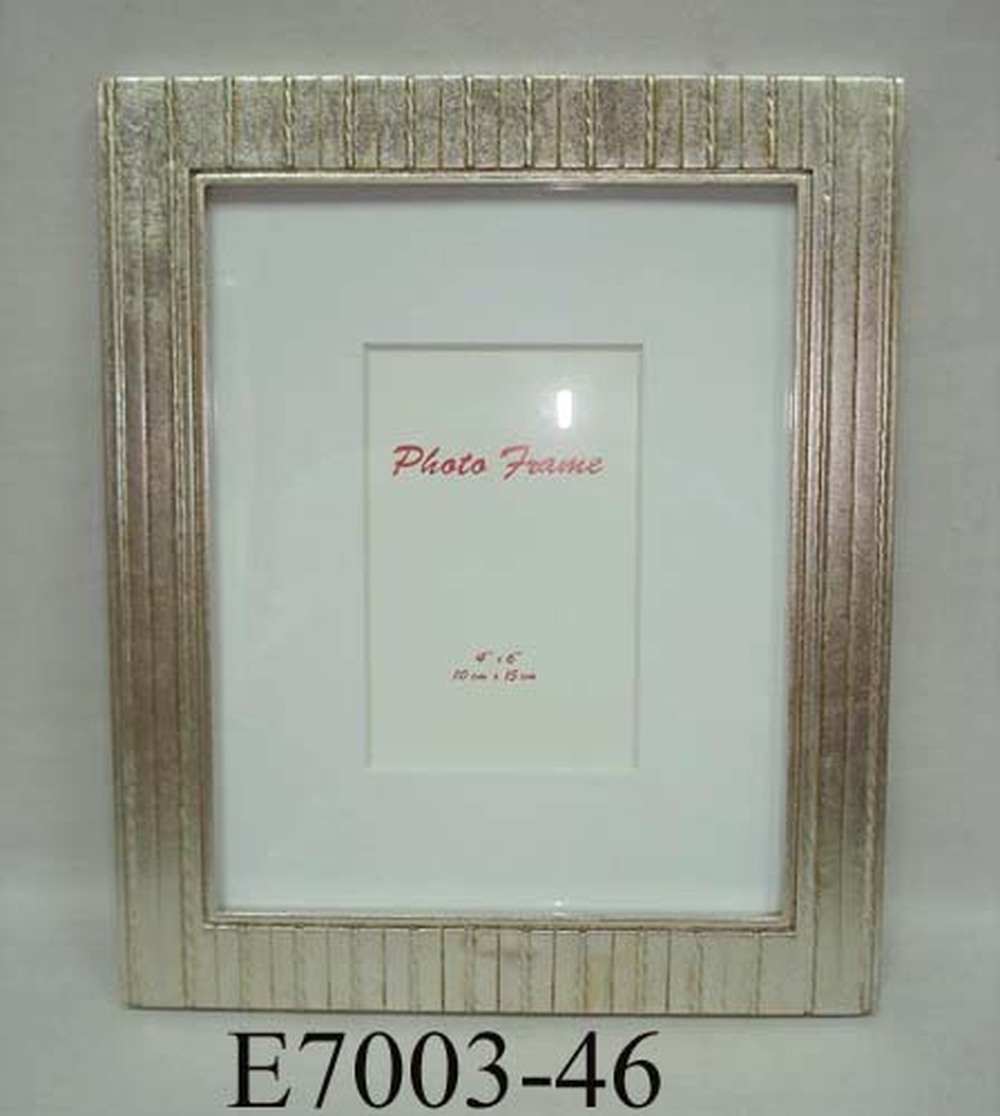 Photo Frame
4" x 6"
10 cm x 15 cm
E7003-46